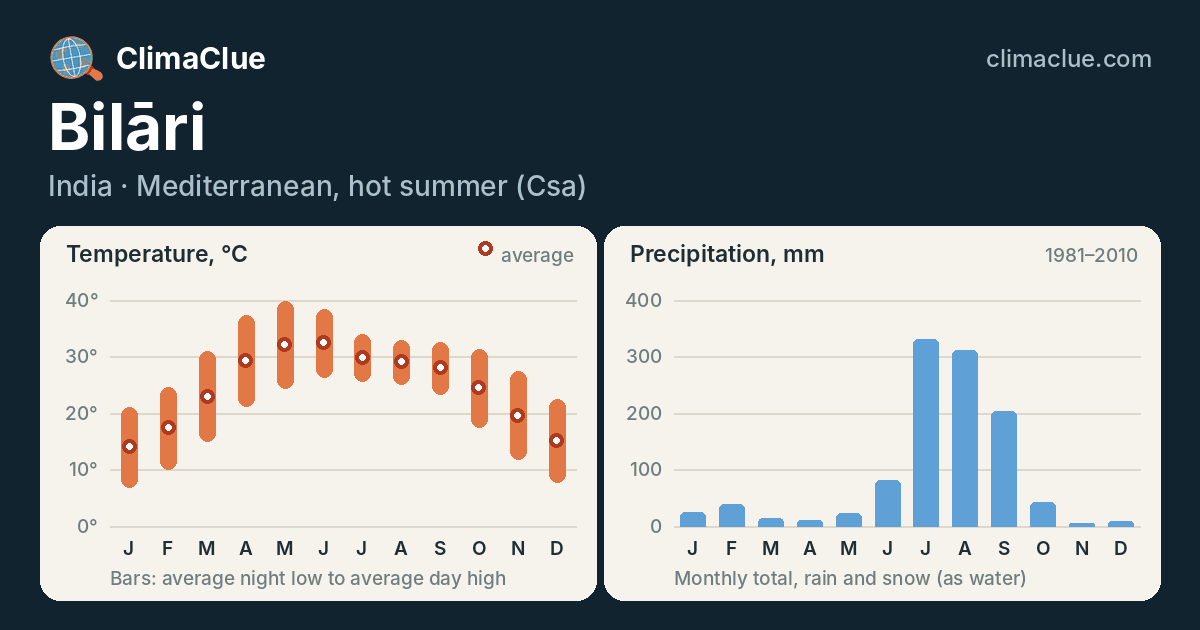 ClimaClue
climaclue.com
Bilāri
India · Mediterranean, hot summer (Csa)
Temperature, °C
average
40°
30°
20°
10°
0°
J F M A M J J A S O N D
Bars: average night low to average day high
Precipitation, mm
1981–2010
400
300
200
100
0
J F M A M J J A S O N D
Monthly total, rain and snow (as water)